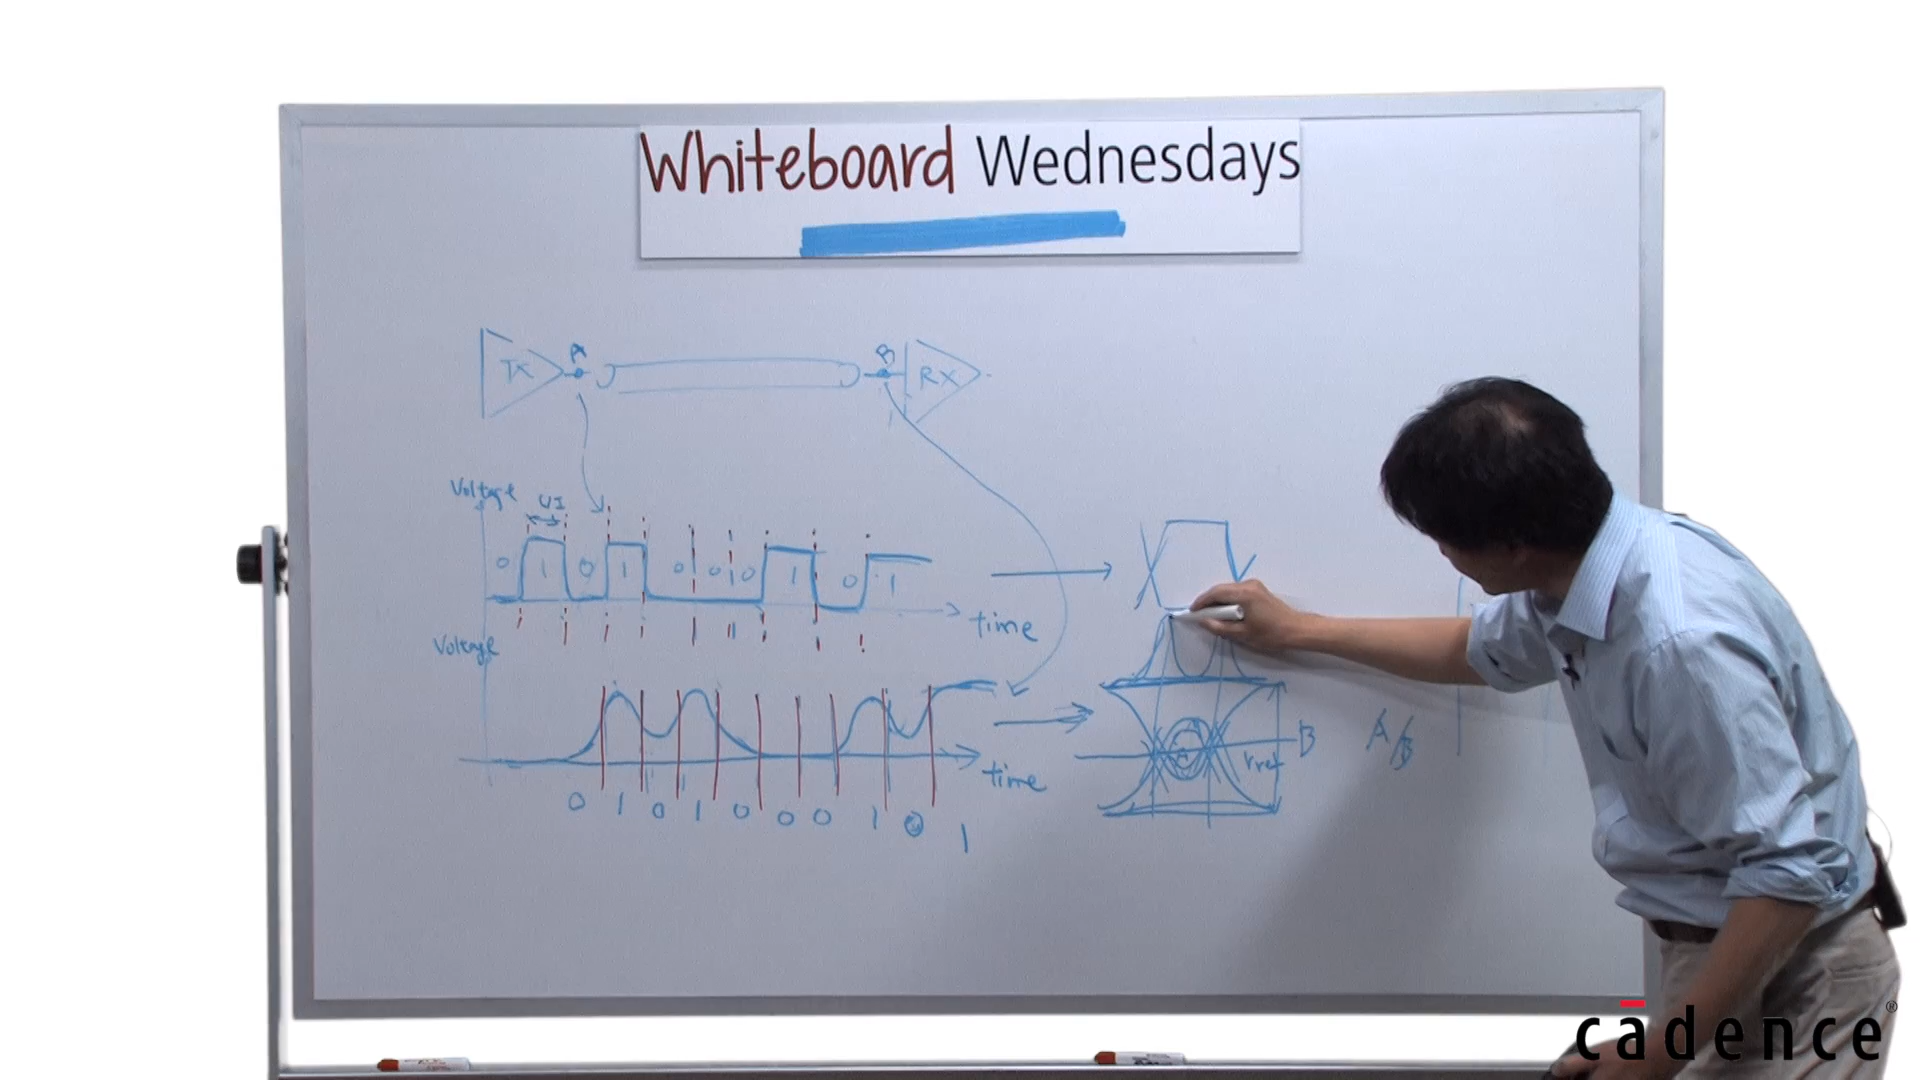 Whiteboard Wednesdays
TX A B RX
Voltage UI
0 1 0 1 0 0 0 1 0 1
time
Voltage
B A/B
Vref
time
0 1 0 1 0 0 0 1 0 1
cadence®